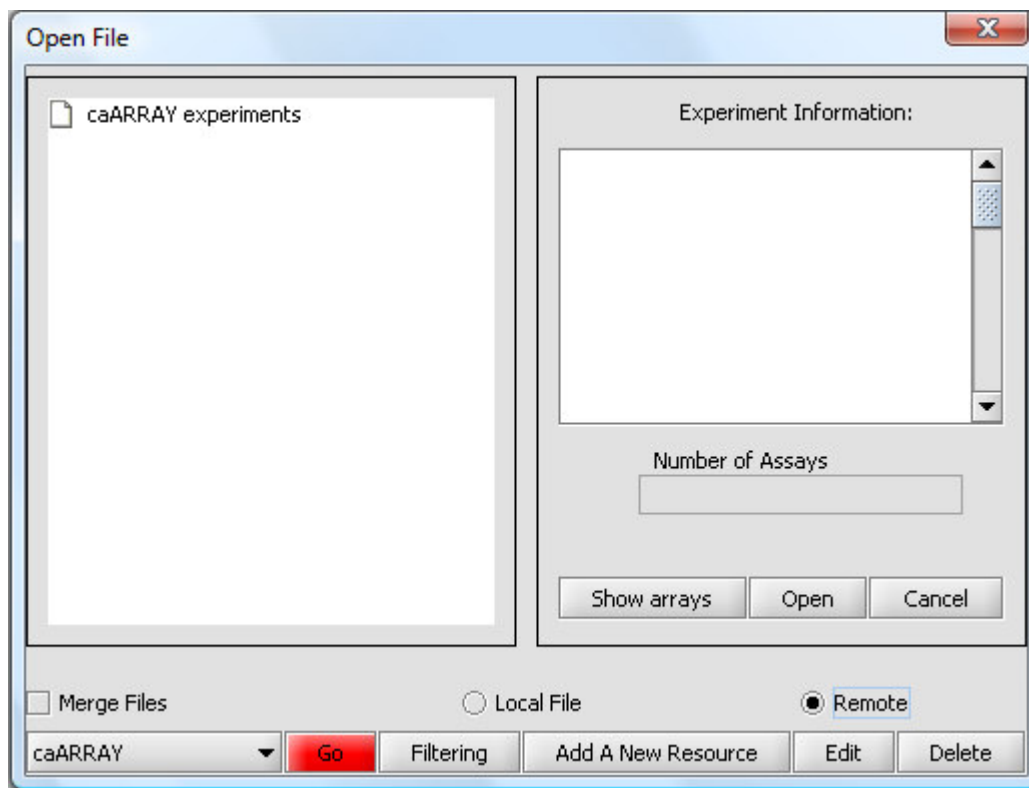 Open File
X
caARRAY experiments
Experiment Information:
Number of Assays
Show arrays Open Cancel
Merge Files Local File Remote
caARRAY Go Filtering Add A New Resource Edit Delete